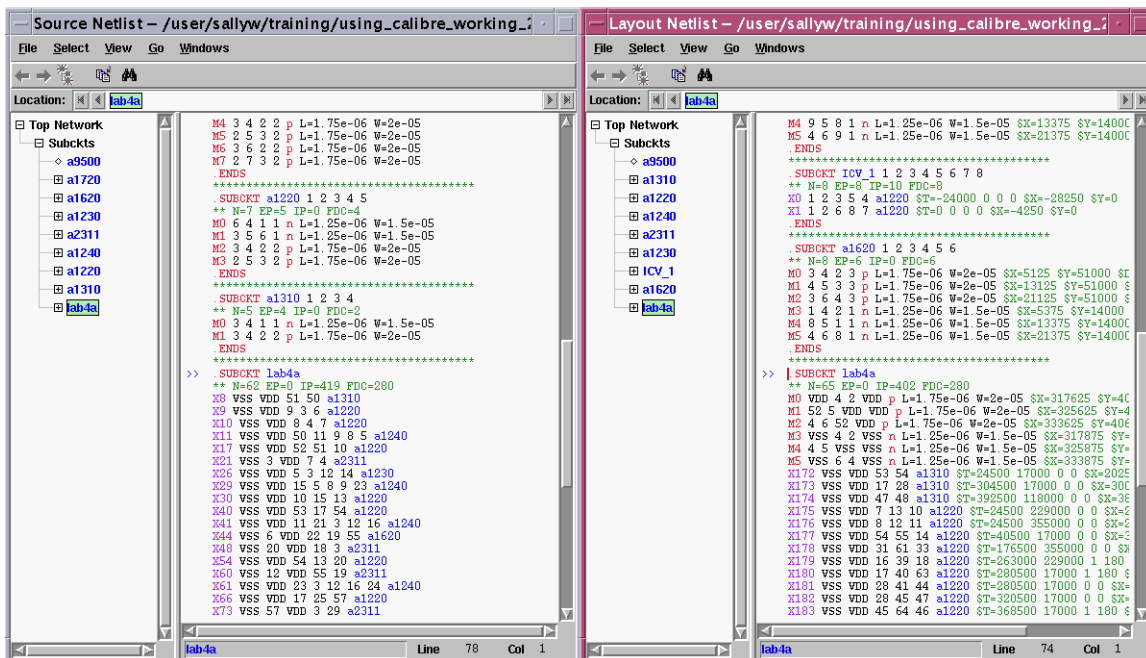 Source Netlist – /user/sallyw/training/using_calibre_working_2
File Select View Go Windows
Location: lab4a
Top Network
Subckts
a9500
a1720
a1620
a1230
a2311
a1240
a1220
a1310
lab4a
M4 3 4 2 2 p L=1.75e-06 W=2e-05
M5 2 5 3 2 p L=1.75e-06 W=2e-05
M6 3 6 2 2 p L=1.75e-06 W=2e-05
M7 2 7 3 2 p L=1.75e-06 W=2e-05
.ENDS
***************************************
.SUBCKT a1220 1 2 3 4 5
** N=7 EP=5 IP=0 FDC=4
M0 6 4 1 1 n L=1.25e-06 W=1.5e-05
M1 3 5 6 1 n L=1.25e-06 W=1.5e-05
M2 3 4 2 2 p L=1.75e-06 W=2e-05
M3 2 5 3 2 p L=1.75e-06 W=2e-05
.ENDS
***************************************
.SUBCKT a1310 1 2 3 4
** N=5 EP=4 IP=0 FDC=2
M0 3 4 1 1 n L=1.25e-06 W=1.5e-05
M1 3 4 2 2 p L=1.75e-06 W=2e-05
.ENDS
***************************************
>> .SUBCKT lab4a
** N=62 EP=0 IP=419 FDC=280
X8 VSS VDD 51 50 a1310
X9 VSS VDD 9 3 6 a1220
X10 VSS VDD 8 4 7 a1220
X11 VSS VDD 50 11 9 8 5 a1240
X17 VSS VDD 52 51 10 a1220
X21 VSS 3 VDD 7 4 a2311
X26 VSS VDD 5 3 12 14 a1230
X29 VSS VDD 15 5 8 9 23 a1240
X30 VSS VDD 10 15 13 a1220
X40 VSS VDD 53 17 54 a1220
X41 VSS VDD 11 21 3 12 16 a1240
X44 VSS 6 VDD 22 19 55 a1620
X48 VSS 20 VDD 18 3 a2311
X54 VSS VDD 54 13 20 a1220
X60 VSS 12 VDD 55 19 a2311
X61 VSS VDD 23 3 12 16 24 a1240
X66 VSS VDD 17 25 57 a1220
X73 VSS 57 VDD 3 29 a2311
lab4a Line 78 Col 1
Layout Netlist – /user/sallyw/training/using_calibre_working_2
File Select View Go Windows
Location: lab4a
Top Network
Subckts
a9500
a1310
a1220
a1240
a2311
a1230
ICV_1
a1620
lab4a
M4 9 5 8 1 n L=1.25e-06 W=1.5e-05 $X=13375 $Y=14000
M5 4 6 9 1 n L=1.25e-06 W=1.5e-05 $X=21375 $Y=14000
.ENDS
***************************************
.SUBCKT ICV_1 1 2 3 4 5 6 7 8
** N=8 EP=8 IP=10 FDC=8
X0 1 2 3 5 4 a1220 $T=-24000 0 0 0 $X=-28250 $Y=0
X1 1 2 6 8 7 a1220 $T=0 0 0 0 $X=-4250 $Y=0
.ENDS
***************************************
.SUBCKT a1620 1 2 3 4 5 6
** N=8 EP=6 IP=0 FDC=6
M0 3 4 2 3 p L=1.75e-06 W=2e-05 $X=5125 $Y=51000 $D
M1 4 5 3 3 p L=1.75e-06 W=2e-05 $X=13125 $Y=51000 $
M2 3 6 4 3 p L=1.75e-06 W=2e-05 $X=21125 $Y=51000 $
M3 1 4 2 1 n L=1.25e-06 W=1.5e-05 $X=5375 $Y=14000
M4 8 5 1 1 n L=1.25e-06 W=1.5e-05 $X=13375 $Y=14000
M5 4 6 8 1 n L=1.25e-06 W=1.5e-05 $X=21375 $Y=14000
.ENDS
***************************************
>> .SUBCKT lab4a
** N=65 EP=0 IP=402 FDC=280
M0 VDD 4 2 VDD p L=1.75e-06 W=2e-05 $X=317625 $Y=40
M1 52 5 VDD VDD p L=1.75e-06 W=2e-05 $X=325625 $Y=4
M2 4 6 52 VDD p L=1.75e-06 W=2e-05 $X=333625 $Y=406
M3 VSS 4 2 VSS n L=1.25e-06 W=1.5e-05 $X=317875 $Y=
M4 4 5 VSS VSS n L=1.25e-06 W=1.5e-05 $X=325875 $Y=
M5 VSS 6 4 VSS n L=1.25e-06 W=1.5e-05 $X=333875 $Y=
X172 VSS VDD 53 54 a1310 $T=24500 17000 0 0 $X=2025
X173 VSS VDD 17 28 a1310 $T=304500 17000 0 0 $X=300
X174 VSS VDD 47 48 a1310 $T=392500 118000 0 0 $X=38
X175 VSS VDD 7 13 10 a1220 $T=24500 229000 0 0 $X=2
X176 VSS VDD 8 12 11 a1220 $T=24500 355000 0 0 $X=2
X177 VSS VDD 54 55 14 a1220 $T=40500 17000 0 0 $X=3
X178 VSS VDD 31 61 33 a1220 $T=176500 355000 0 0 $X
X179 VSS VDD 16 39 18 a1220 $T=263000 229000 1 180
X180 VSS VDD 17 40 63 a1220 $T=280500 17000 1 180 $
X181 VSS VDD 28 41 44 a1220 $T=280500 17000 0 0 $X=
X182 VSS VDD 28 45 47 a1220 $T=320500 17000 0 0 $X=
X183 VSS VDD 45 64 46 a1220 $T=368500 17000 1 180 $
lab4a Line 74 Col 1